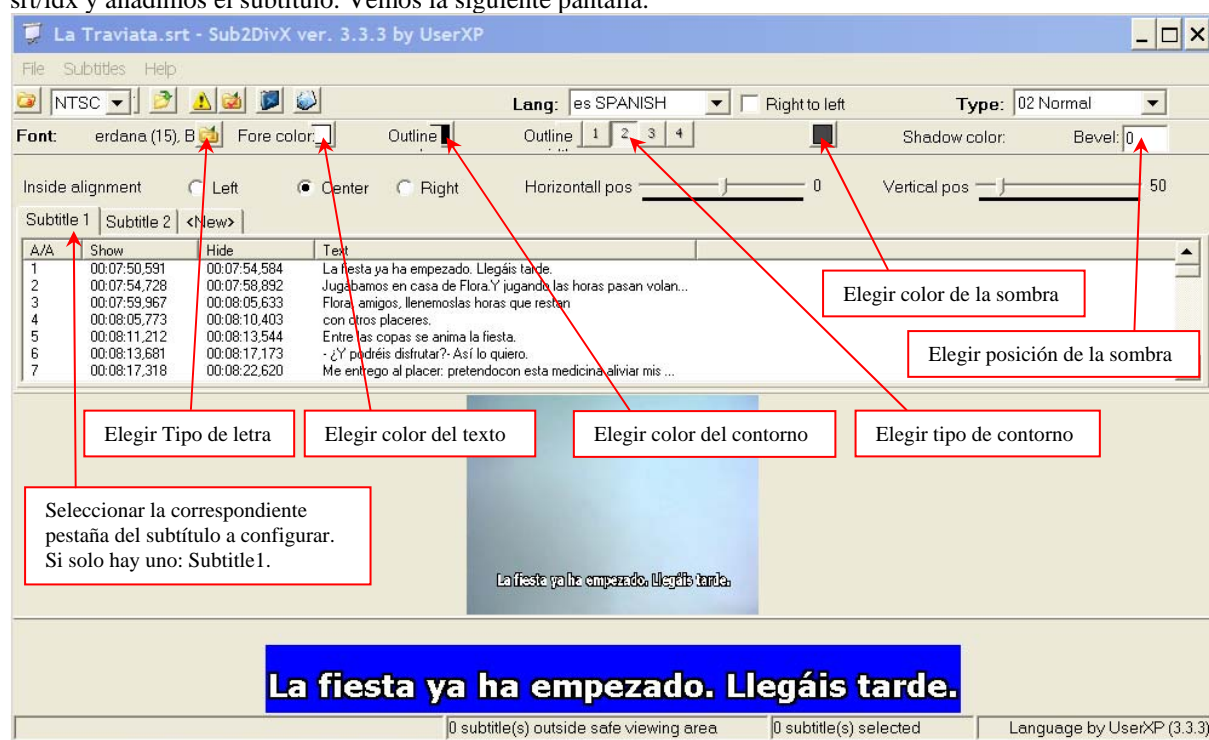 srt/idx y añadimos el subtítulo. Vemos la siguiente pantalla.
La Traviata.srt - Sub2DivX ver. 3.3.3 by UserXP
File Subtitles Help
NTSC Lang: es SPANISH Right to left Type: 02 Normal
Font: erdana (15), B Fore color: Outline Outline 1 2 3 4 Shadow color: Bevel: 0
Inside alignment Left Center Right Horizontall pos 0 Vertical pos 50
Subtitle 1 Subtitle 2 <New>
A/A Show Hide Text
1 00:07:50,591 00:07:54,584 La fiesta ya ha empezado. Llegáis tarde.
2 00:07:54,728 00:07:58,892 Jugábamos en casa de Flora.Y jugando las horas pasan volan...
3 00:07:59,967 00:08:05,633 Flora, amigos, llenemoslas horas que restan
4 00:08:05,773 00:08:10,403 con otros placeres.
5 00:08:11,212 00:08:13,544 Entre las copas se anima la fiesta.
6 00:08:13,681 00:08:17,173 - ¿Y podréis disfrutar?- Así lo quiero.
7 00:08:17,318 00:08:22,620 Me entrego al placer: pretendocon esta medicina aliviar mis ...
Elegir color de la sombra
Elegir posición de la sombra
Elegir Tipo de letra
Elegir color del texto
Elegir color del contorno
Elegir tipo de contorno
Seleccionar la correspondiente
pestaña del subtítulo a configurar.
Si solo hay uno: Subtitle1.
La fiesta ya ha empezado. Llegáis tarde.
La fiesta ya ha empezado. Llegáis tarde.
0 subtitle(s) outside safe viewing area 0 subtitle(s) selected Language by UserXP (3.3.3)